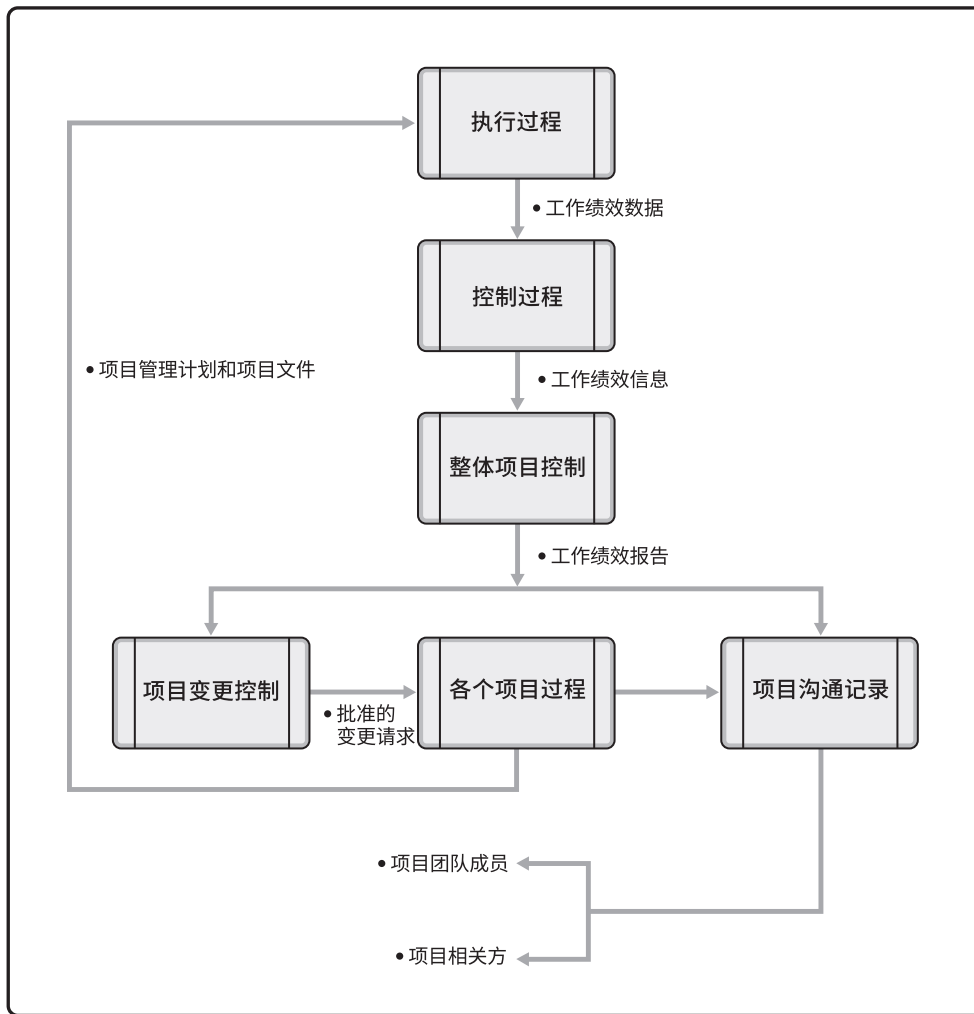 执行过程
• 工作绩效数据
控制过程
• 项目管理计划和项目文件
• 工作绩效信息
整体项目控制
• 工作绩效报告
项目变更控制
• 批准的
变更请求
各个项目过程
项目沟通记录
• 项目团队成员
• 项目相关方